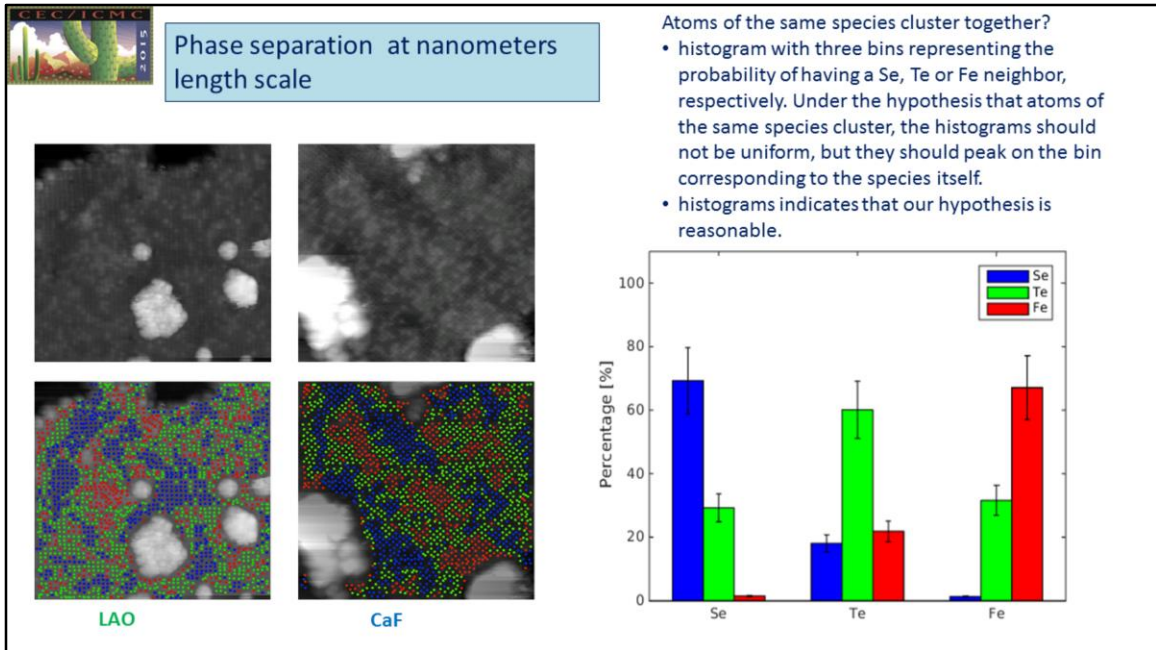 CEC/ICMC
2015
Phase separation at nanometers
length scale
Atoms of the same species cluster together?
• histogram with three bins representing the
probability of having a Se, Te or Fe neighbor,
respectively. Under the hypothesis that atoms of
the same species cluster, the histograms should
not be uniform, but they should peak on the bin
corresponding to the species itself.
• histograms indicates that our hypothesis is
reasonable.
LAO
CaF
Percentage [%]
100
80
60
40
20
0
Se
Te
Fe
Se
Te
Fe